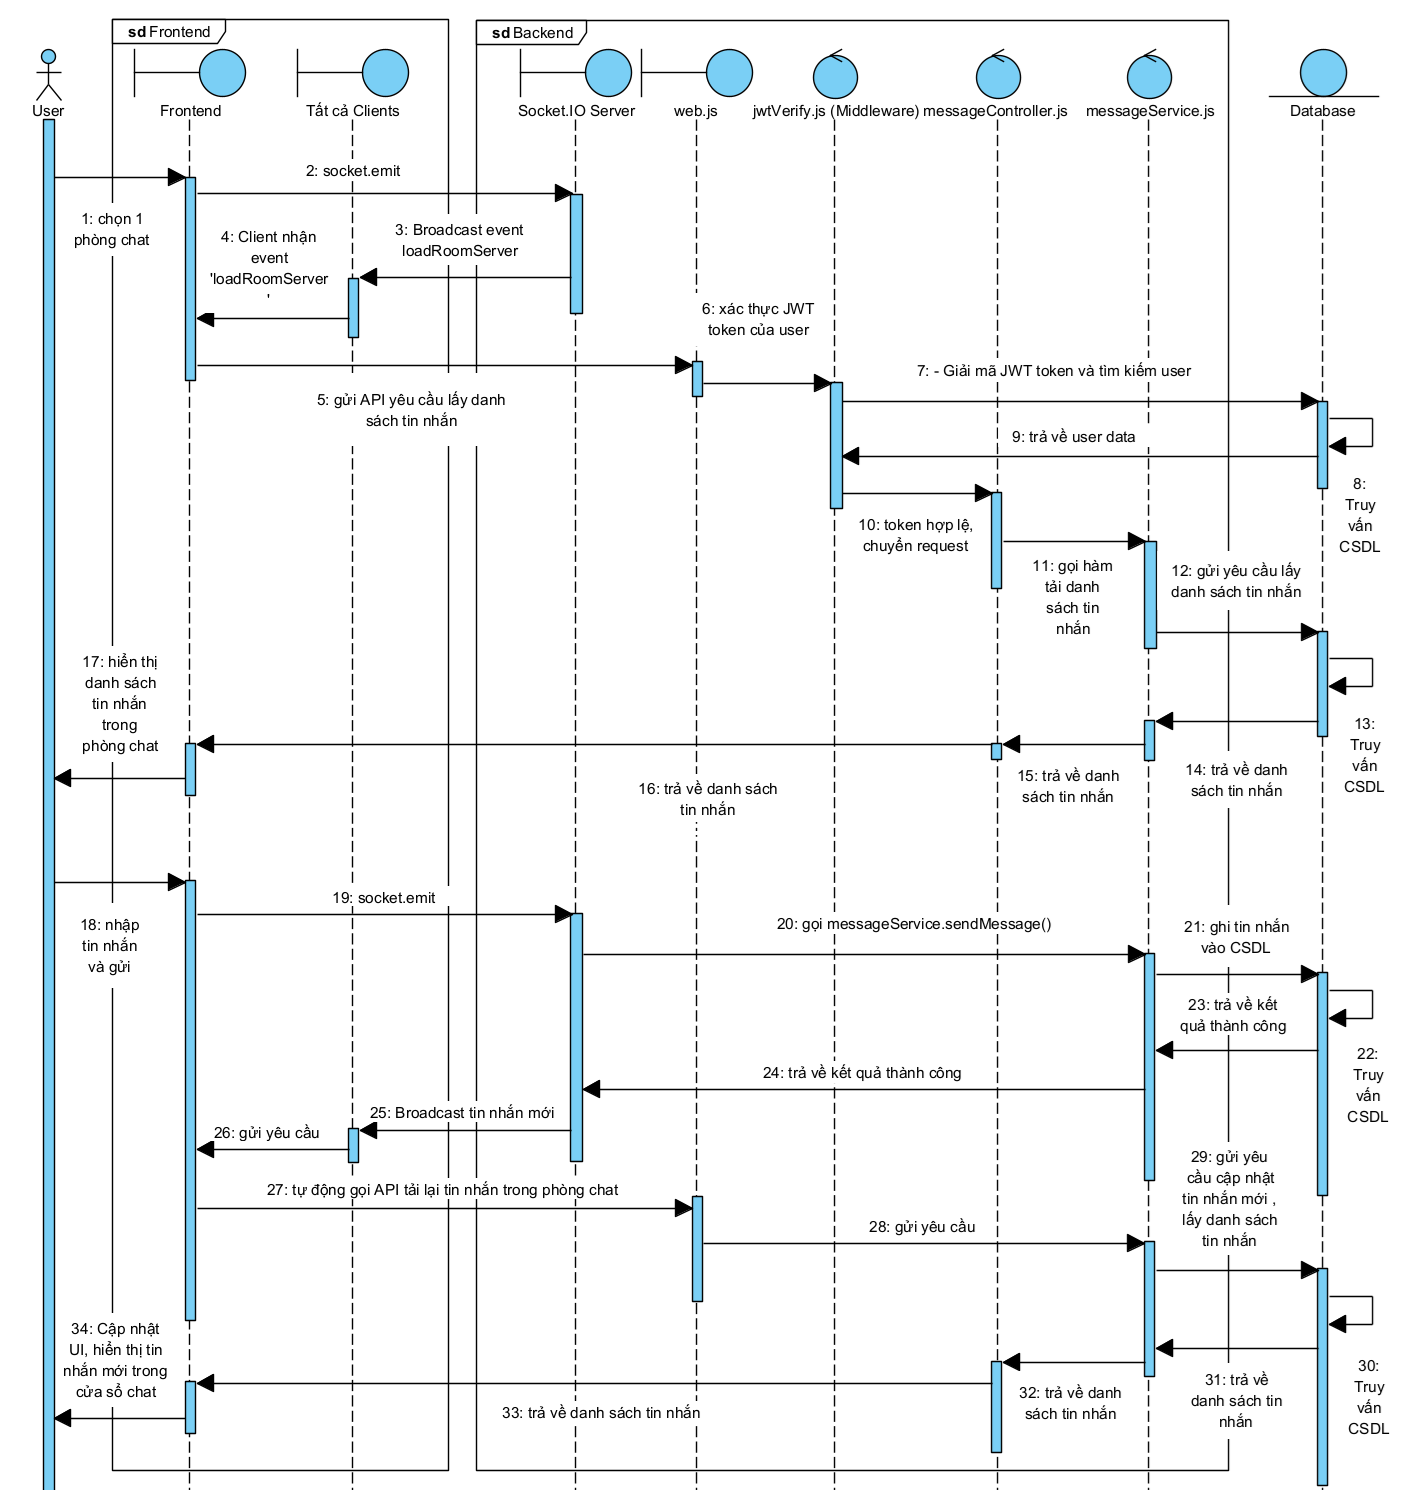 sd Frontend
sd Backend
User
Frontend
Tất cả Clients
Socket.IO Server
web.js
jwtVerify.js (Middleware)
messageController.js
messageService.js
Database
1: chọn 1
phòng chat
2: socket.emit
3: Broadcast event
loadRoomServer
4: Client nhận
event
'loadRoomServer
'
5: gửi API yêu cầu lấy danh
sách tin nhắn
6: xác thực JWT
token của user
7: - Giải mã JWT token và tìm kiếm user
8:
Truy
vấn
CSDL
9: trả về user data
10: token hợp lệ,
chuyển request
11: gọi hàm
tải danh
sách tin
nhắn
12: gửi yêu cầu lấy
danh sách tin nhắn
13:
Truy
vấn
CSDL
14: trả về danh
sách tin nhắn
15: trả về danh
sách tin nhắn
16: trả về danh sách
tin nhắn
17: hiển thị
danh sách
tin nhắn
trong
phòng chat
18: nhập
tin nhắn
và gửi
19: socket.emit
20: gọi messageService.sendMessage()
21: ghi tin nhắn
vào CSDL
22:
Truy
vấn
CSDL
23: trả về kết
quả thành công
24: trả về kết quả thành công
25: Broadcast tin nhắn mới
26: gửi yêu cầu
27: tự động gọi API tải lại tin nhắn trong phòng chat
28: gửi yêu cầu
29: gửi yêu
cầu cập nhật
tin nhắn mới ,
lấy danh sách
tin nhắn
30:
Truy
vấn
CSDL
31: trả về
danh sách tin
nhắn
32: trả về danh
sách tin nhắn
33: trả về danh sách tin nhắn
34: Cập nhật
UI, hiển thị tin
nhắn mới trong
cửa sổ chat